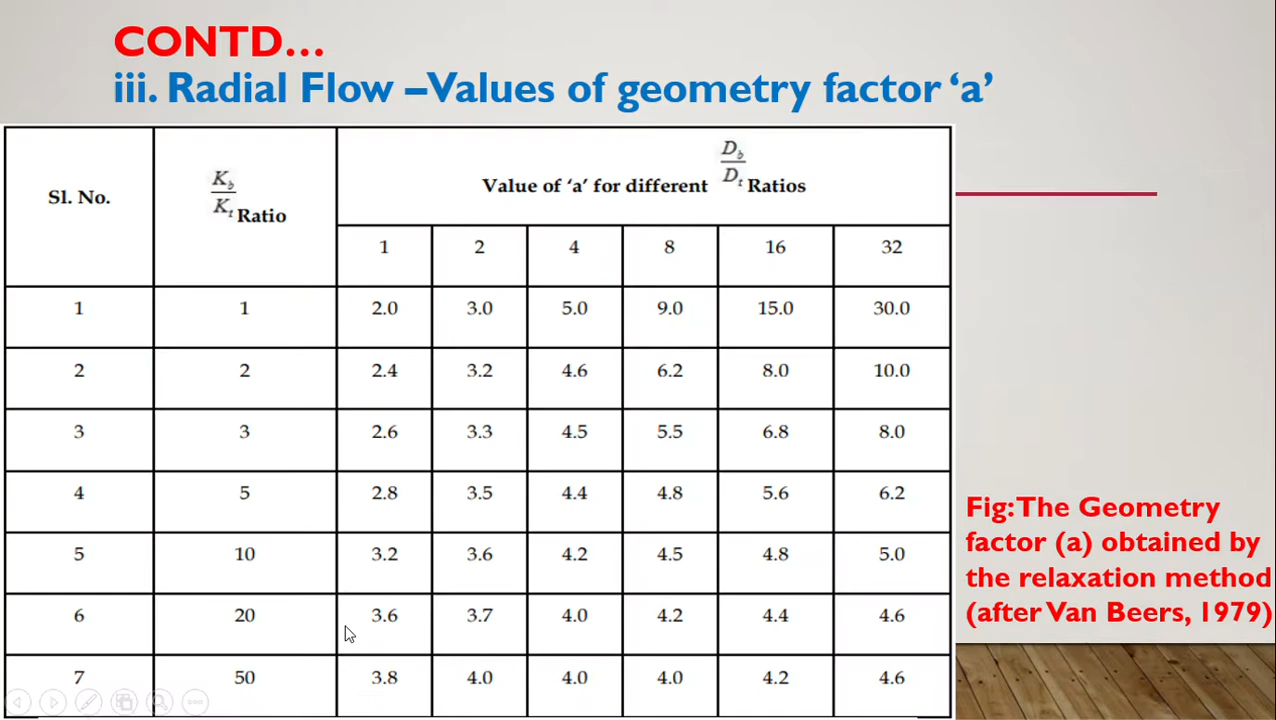 CONTD...
iii. Radial Flow –Values of geometry factor ‘a’
Sl. No.
K_b
K_t Ratio
D_b
Value of ‘a’ for different D_t Ratios
1 2 4 8 16 32
1 1 2.0 3.0 5.0 9.0 15.0 30.0
2 2 2.4 3.2 4.6 6.2 8.0 10.0
3 3 2.6 3.3 4.5 5.5 6.8 8.0
4 5 2.8 3.5 4.4 4.8 5.6 6.2
5 10 3.2 3.6 4.2 4.5 4.8 5.0
6 20 3.6 3.7 4.0 4.2 4.4 4.6
7 50 3.8 4.0 4.0 4.0 4.2 4.6
Fig: The Geometry
factor (a) obtained by
the relaxation method
(after Van Beers, 1979)